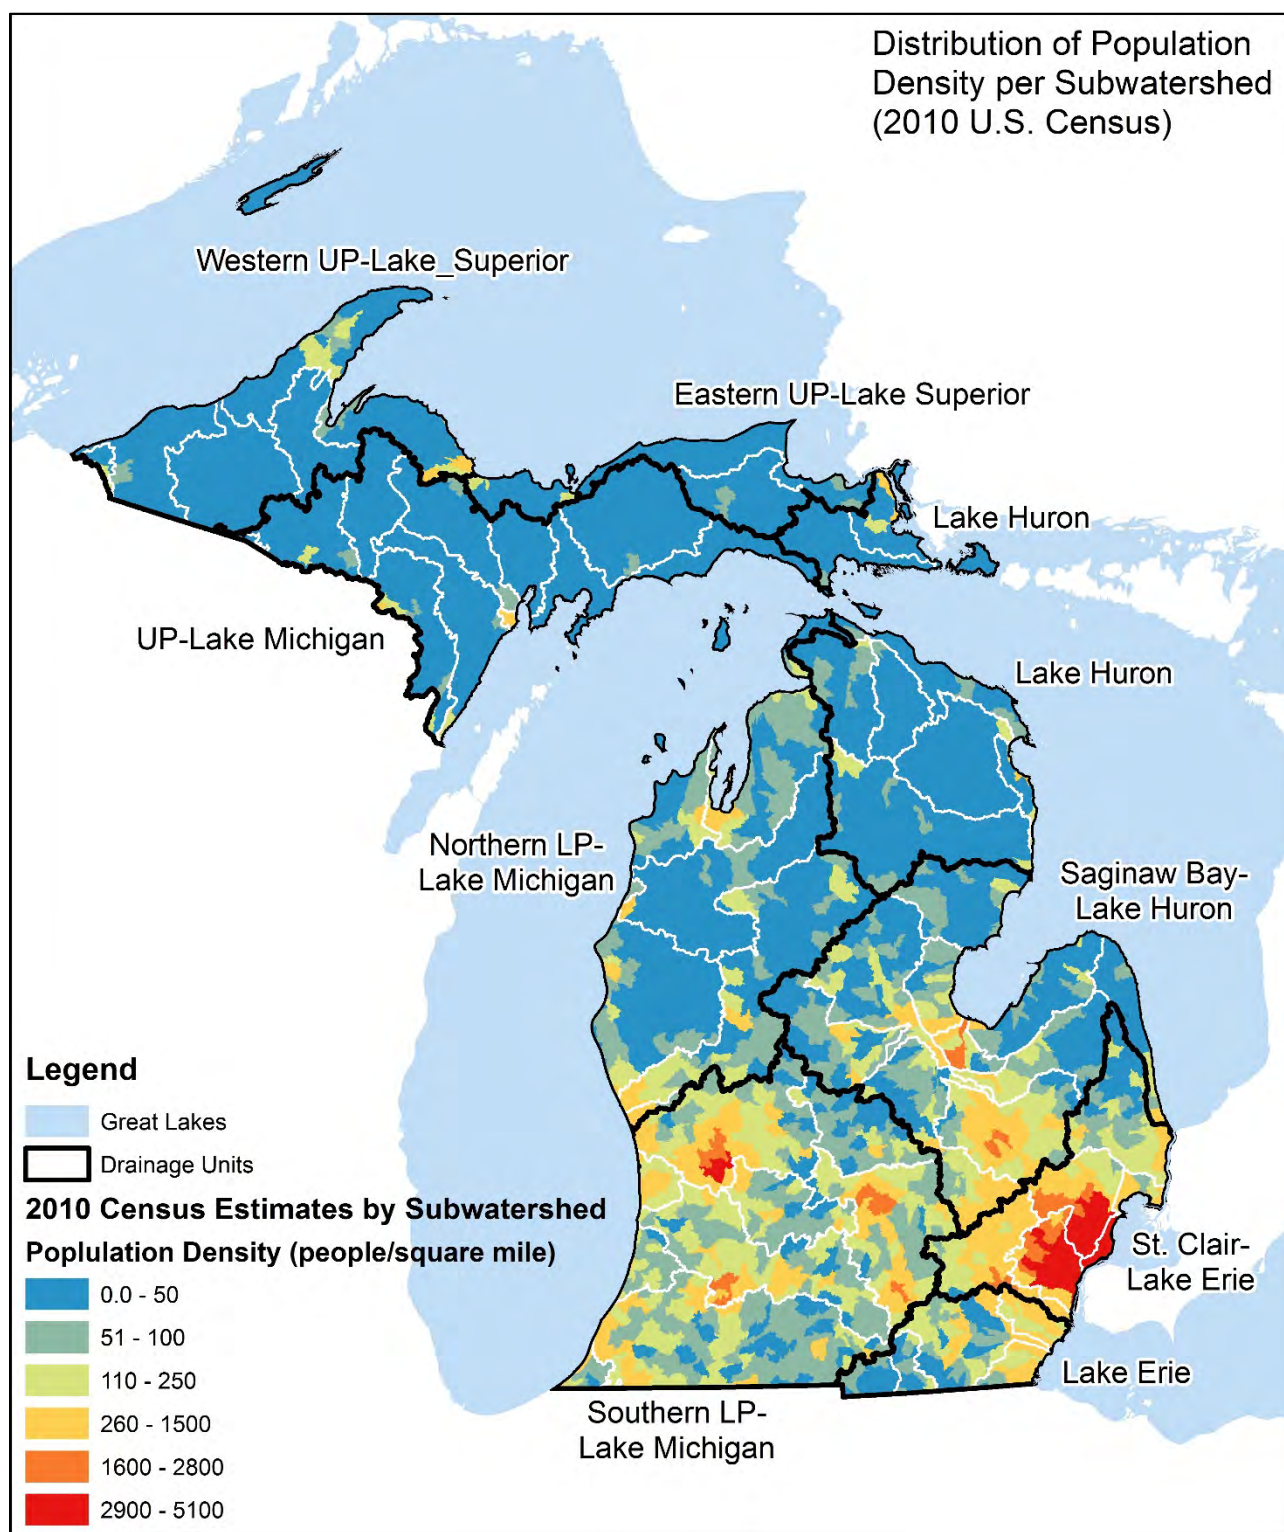 Distribution of Population
Density per Subwatershed
(2010 U.S. Census)
Western UP-Lake_Superior
Eastern UP-Lake Superior
Lake Huron
UP-Lake Michigan
Lake Huron
Northern LP-
Lake Michigan
Saginaw Bay-
Lake Huron
St. Clair-
Lake Erie
Lake Erie
Southern LP-
Lake Michigan
Legend
Great Lakes
Drainage Units
2010 Census Estimates by Subwatershed
Poplulation Density (people/square mile)
0.0 - 50
51 - 100
110 - 250
260 - 1500
1600 - 2800
2900 - 5100